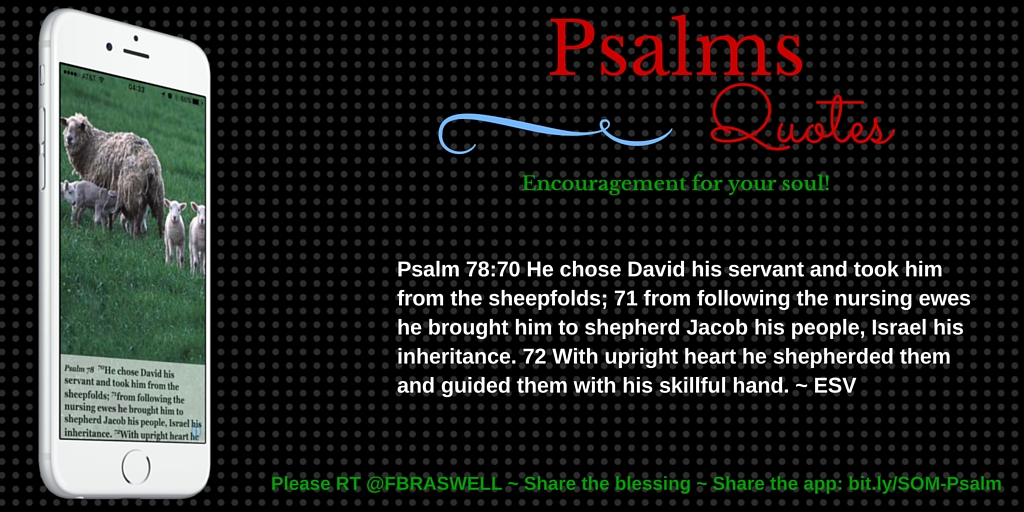 AT&T
04:33
86%
Psalm 78 70He chose David his
servant and took him from the
sheepfolds; 71from following the
nursing ewes he brought him to
shepherd Jacob his people, Israel his
inheritance. 72With upright heart he
Psalms
Quotes
Encouragement for your soul!
Psalm 78:70 He chose David his servant and took him
from the sheepfolds; 71 from following the nursing ewes
he brought him to shepherd Jacob his people, Israel his
inheritance. 72 With upright heart he shepherded them
and guided them with his skillful hand. ~ ESV
Please RT @FBRASWELL ~ Share the blessing ~ Share the app: bit.ly/SOM-Psalm